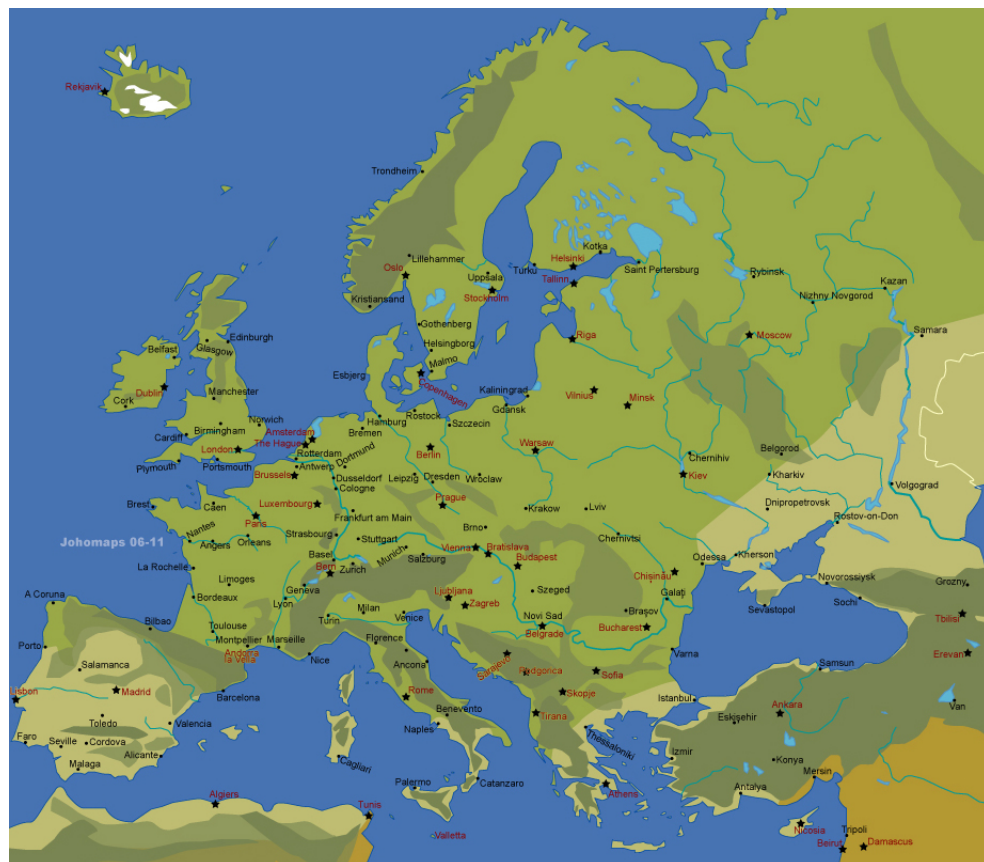 Rekjavik
Trondheim
Lillehammer
Oslo
Kristiansand
Uppsala
Stockholm
Turku
Helsinki
Kotka
Tallinn
Saint Pertersburg
Rybinsk
Nizhny Novgorod
Kazan
Samara
Gothenberg
Helsingborg
Malmo
Copenhagen
Esbjerg
Riga
Moscow
Edinburgh
Glasgow
Belfast
Dublin
Cork
Manchester
Birmingham
Norwich
Cardiff
London
Plymouth
Portsmouth
Amsterdam
The Hagus
Rotterdam
Antwerp
Brussels
Hamburg
Bremen
Rostock
Szczecin
Kaliningrad
Gdansk
Vilnius
Minsk
Berlin
Warsaw
Dortmund
Dusseldorf
Cologne
Leipzig
Dresden
Wroclaw
Chernihiv
Kiev
Belgorod
Kharkiv
Volgograd
Dnipropetrovsk
Rostov-on-Don
Brest
Caen
Paris
Luxembourg
Frankfurt am Main
Prague
Krakow
Lviv
Brno
Nantes
Angers
Orleans
Strasbourg
Stuttgart
Munich
Salzburg
Vienna
Bratislava
Budapest
Chernivtsi
Johomaps 06-11
La Rochelle
Limoges
Basel
Bern
Zurich
Geneva
Lyon
Bordeaux
Ljubljana
Zagreb
Szeged
Chişinău
Odessa
Kherson
Galaţi
Braşov
Bucharest
Novi Sad
Belgrade
Sevastopol
Novorossiysk
Sochi
Grozny
Tbilisi
Erevan
A Coruna
Bilbao
Porto
Toulouse
Montpellier
Marseille
Andorra
la Vella
Nice
Turin
Milan
Venice
Florence
Ancona
Sarajevo
Podgorica
Sofia
Varna
Skopje
Tirana
Salamanca
Lisbon
Madrid
Barcelona
Toledo
Valencia
Faro
Seville
Cordova
Alicante
Malaga
Rome
Benevento
Naples
Cagliari
Palermo
Catanzaro
Thessaloniki
Athens
Istanbul
Samsun
Ankara
Eskişehir
Van
Izmir
Konya
Mersin
Antalya
Algiers
Tunis
Valletta
Nicosia
Tripoli
Beirut
Damascus